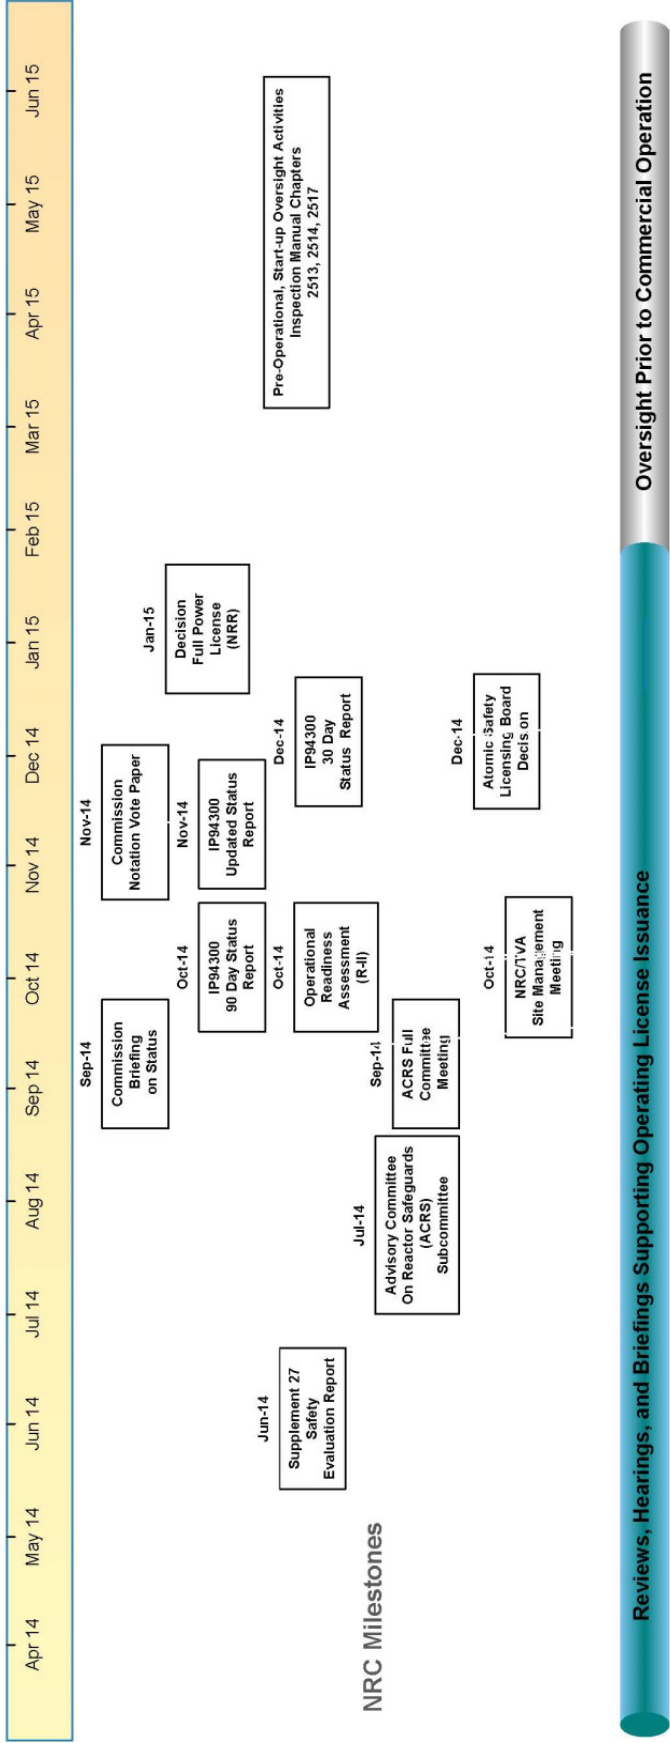 Apr 14
May 14
Jun 14
Jul 14
Aug 14
Sep 14
Oct 14
Nov 14
Dec 14
Jan 15
Feb 15
Mar 15
Apr 15
May 15
Jun 15
Sep-14
Commission
Briefing
on Status
Nov-14
Commission
Notation Vote Paper
Jan-15
Decision
Full Power
License
(NRR)
Oct-14
IP94300
90 Day Status
Report
Nov-14
IP94300
Updated Status
Report
Jun-14
Supplement 27
Safety
Evaluation Report
Oct-14
Operational
Readiness
Assessment
(R-II)
Dec-14
IP94300
30 Day
Status Report
Pre-Operational, Start-up Oversight Activities
Inspection Manual Chapters
2513, 2514, 2517
NRC Milestones
Jul-14
Advisory Committee
On Reactor Safeguards
(ACRS)
Subcommittee
Sep-14
ACRS Full
Committee
Meeting
Dec-14
Atomic Safety
Licensing Board
Decision
Oct-14
NRC/TVA
Site Management
Meeting
Reviews, Hearings, and Briefings Supporting Operating License Issuance
Oversight Prior to Commercial Operation